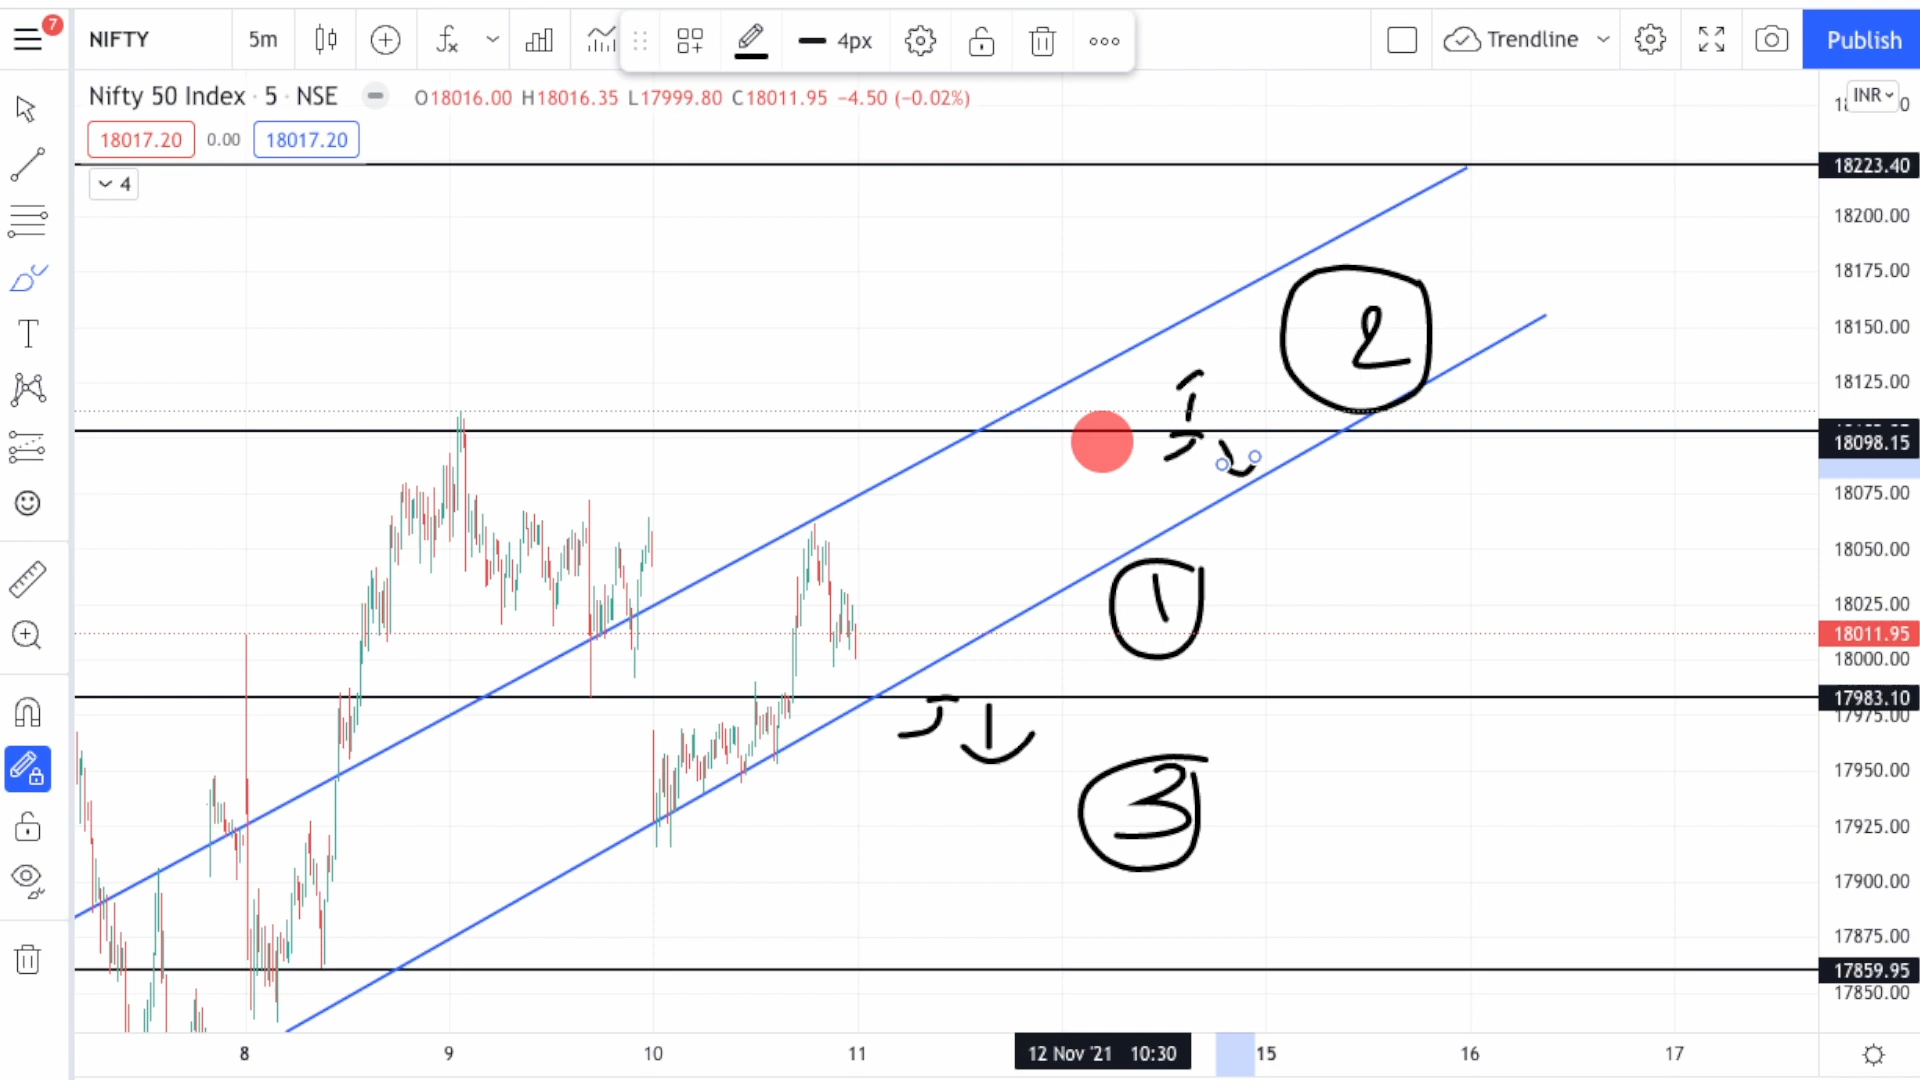 7
NIFTY
5m
4px
Trendline
Publish
Nifty 50 Index · 5 · NSE
O18016.00 H18016.35 L17999.80 C18011.95 −4.50 (−0.02%)
INR
18017.20 0.00 18017.20
4
18223.40
18200.00
18175.00
18150.00
18125.00
18098.15
18075.00
18050.00
18025.00
18011.95
18000.00
17983.10
17975.00
17950.00
17925.00
17900.00
17875.00
17859.95
17850.00
2
1
3
8 9 10 11 12 Nov '21 10:30 15 16 17